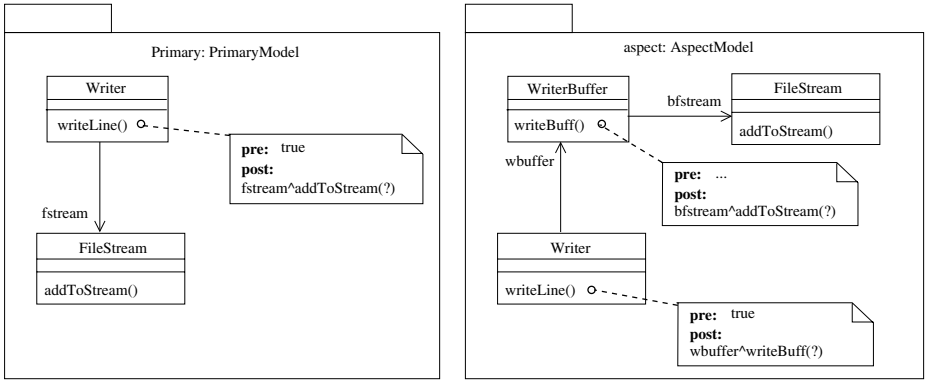 Primary: PrimaryModel
Writer
writeLine()
pre: true
post:
fstream^addToStream(?)
fstream
FileStream
addToStream()
aspect: AspectModel
WriterBuffer
writeBuff()
bfstream
FileStream
addToStream()
wbuffer
pre: ...
post:
bfstream^addToStream(?)
Writer
writeLine()
pre: true
post:
wbuffer^writeBuff(?)